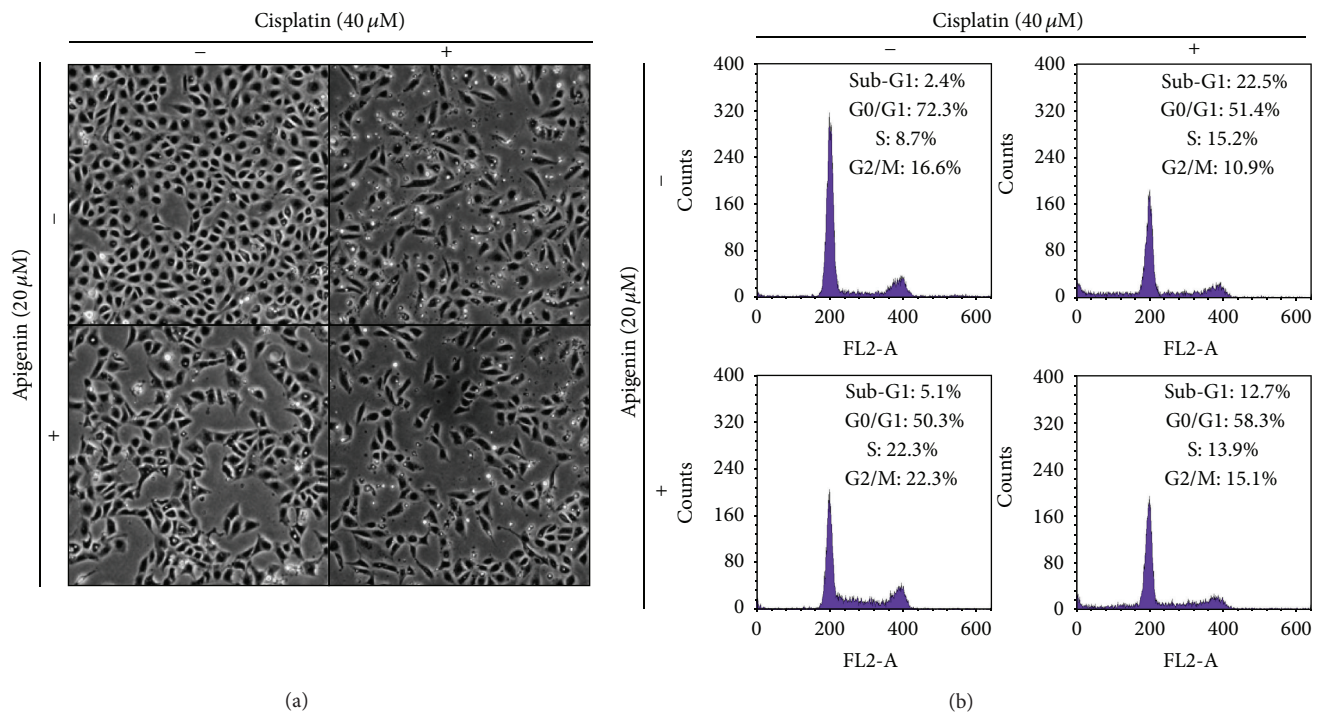 Cisplatin (40 μM)
− +
Apigenin (20 μM)
−
+
(a)
Cisplatin (40 μM)
− +
Apigenin (20 μM)
−
+
400
320
240
160
80
0
Counts
Sub-G1: 2.4%
G0/G1: 72.3%
S: 8.7%
G2/M: 16.6%
0 200 400 600
FL2-A
400
320
240
160
80
0
Counts
Sub-G1: 22.5%
G0/G1: 51.4%
S: 15.2%
G2/M: 10.9%
0 200 400 600
FL2-A
400
320
240
160
80
0
Counts
Sub-G1: 5.1%
G0/G1: 50.3%
S: 22.3%
G2/M: 22.3%
0 200 400 600
FL2-A
400
320
240
160
80
0
Counts
Sub-G1: 12.7%
G0/G1: 58.3%
S: 13.9%
G2/M: 15.1%
0 200 400 600
FL2-A
(b)